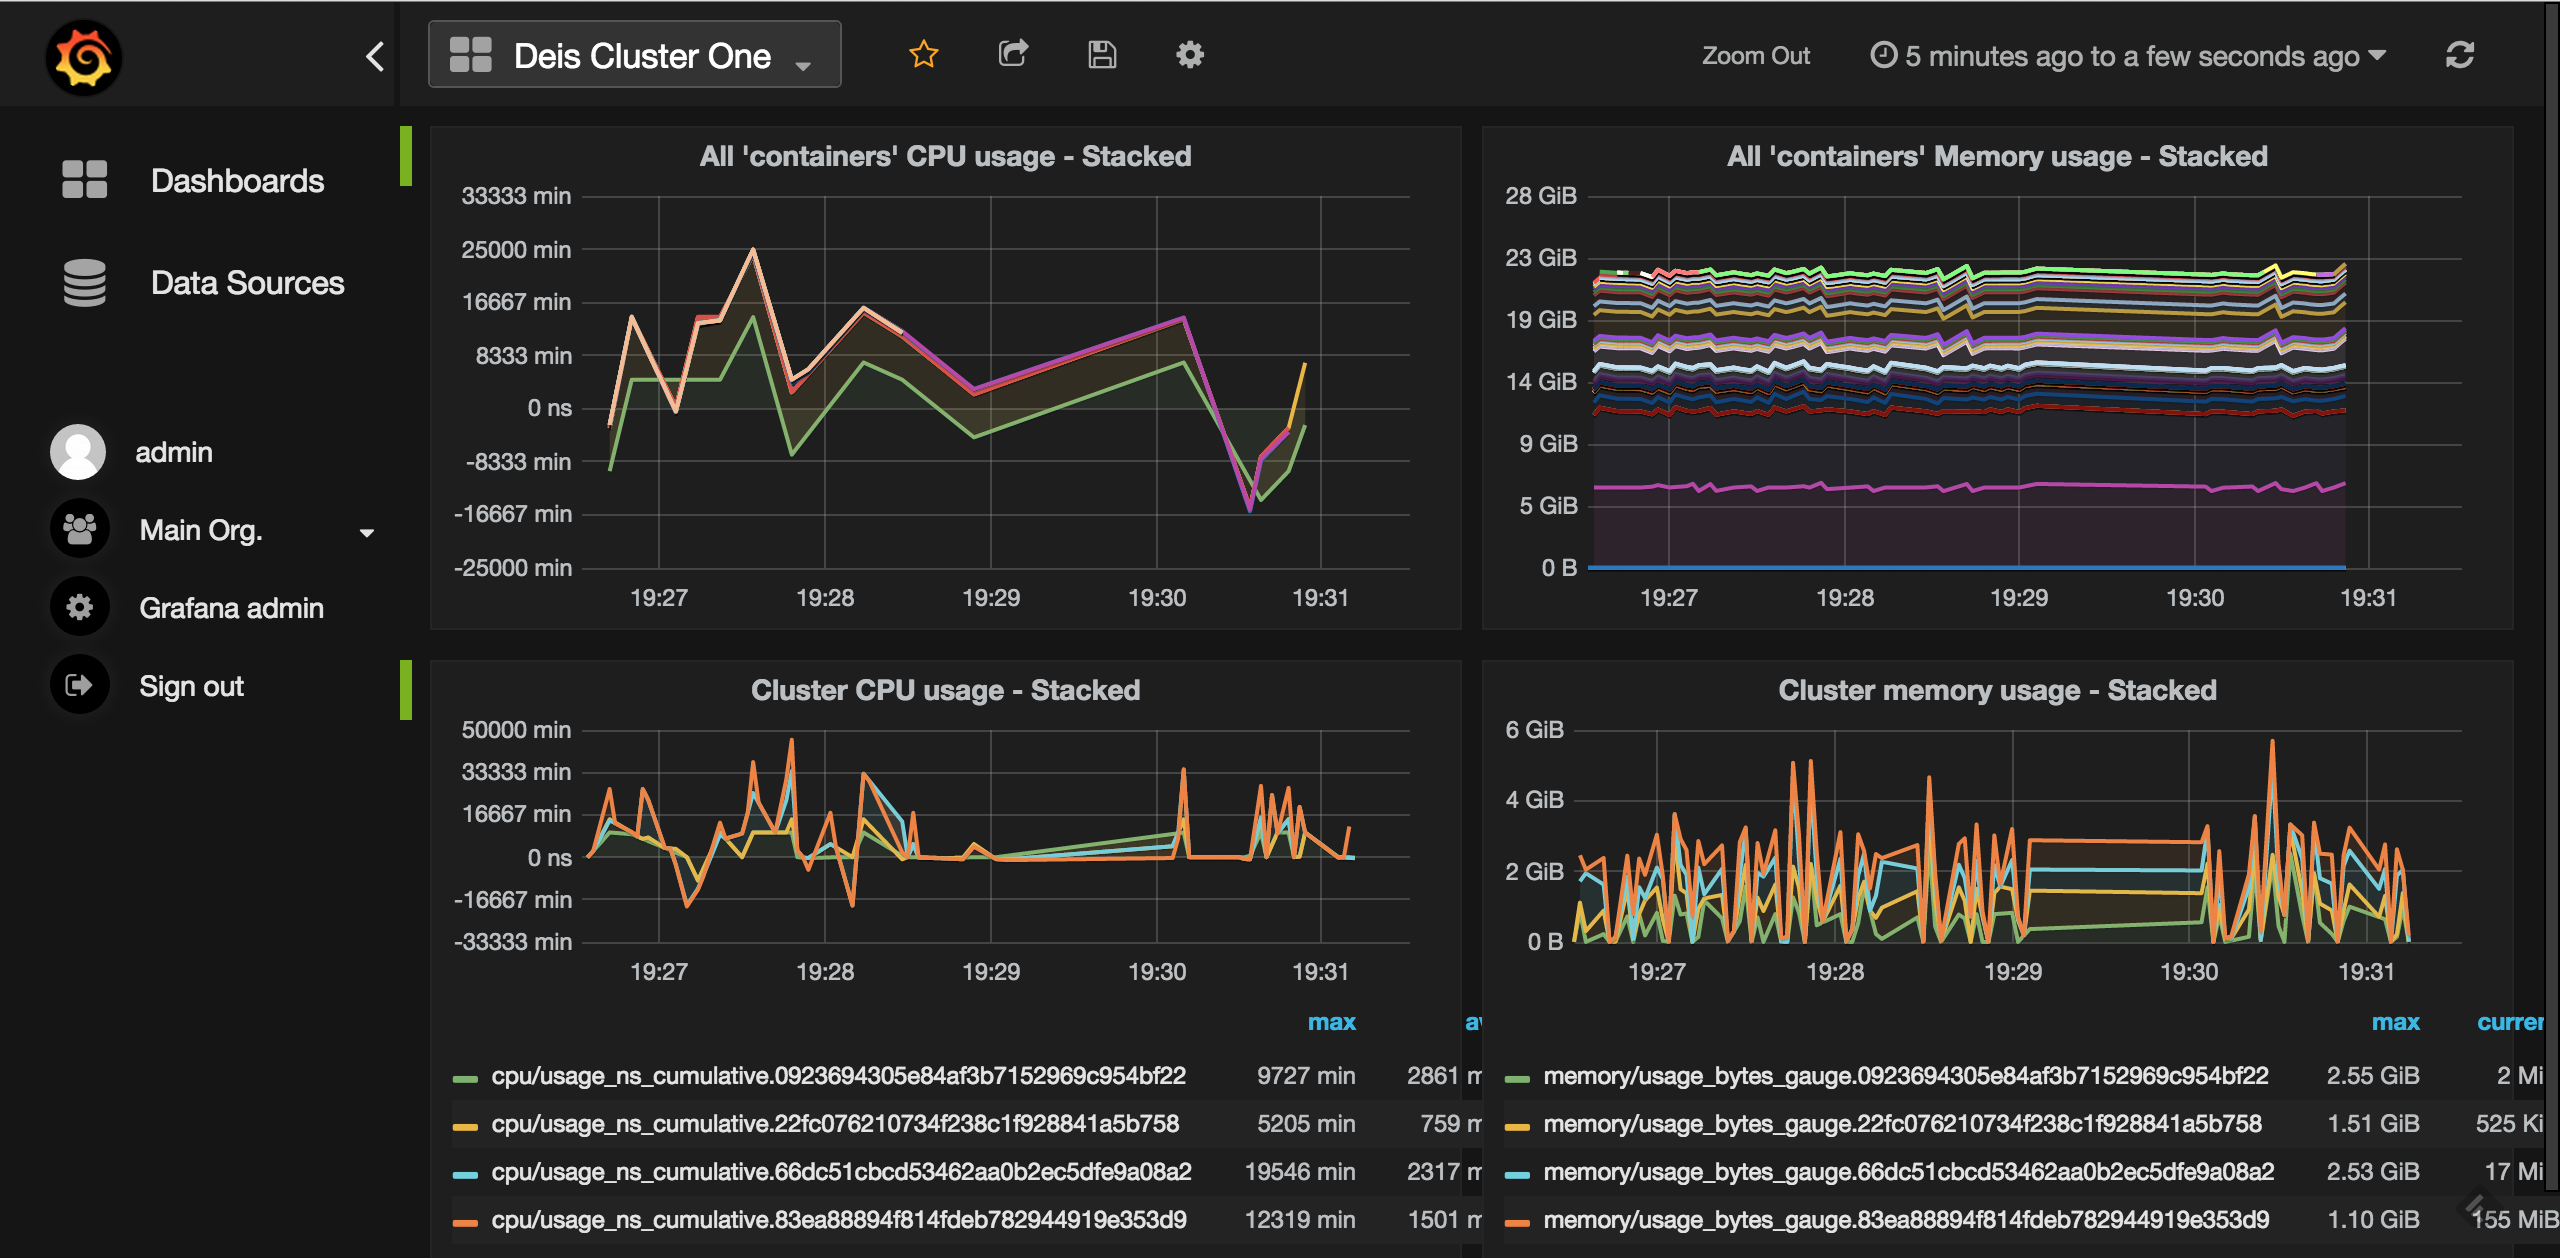 Deis Cluster One
Zoom Out
5 minutes ago to a few seconds ago
Dashboards
Data Sources
admin
Main Org.
Grafana admin
Sign out
All 'containers' CPU usage - Stacked
33333 min
25000 min
16667 min
8333 min
0 ns
-8333 min
-16667 min
-25000 min
19:27 19:28 19:29 19:30 19:31
All 'containers' Memory usage - Stacked
28 GiB
23 GiB
19 GiB
14 GiB
9 GiB
5 GiB
0 B
19:27 19:28 19:29 19:30 19:31
Cluster CPU usage - Stacked
50000 min
33333 min
16667 min
0 ns
-16667 min
-33333 min
19:27 19:28 19:29 19:30 19:31
max av
cpu/usage_ns_cumulative.0923694305e84af3b7152969c954bf22 9727 min 2861 m
cpu/usage_ns_cumulative.22fc076210734f238c1f928841a5b758 5205 min 759 m
cpu/usage_ns_cumulative.66dc51cbcd53462aa0b2ec5dfe9a08a2 19546 min 2317 m
cpu/usage_ns_cumulative.83ea88894f814fdeb782944919e353d9 12319 min 1501 m
Cluster memory usage - Stacked
6 GiB
4 GiB
2 GiB
0 B
19:27 19:28 19:29 19:30 19:31
max curren
memory/usage_bytes_gauge.0923694305e84af3b7152969c954bf22 2.55 GiB 2 Mi
memory/usage_bytes_gauge.22fc076210734f238c1f928841a5b758 1.51 GiB 525 Ki
memory/usage_bytes_gauge.66dc51cbcd53462aa0b2ec5dfe9a08a2 2.53 GiB 17 Mi
memory/usage_bytes_gauge.83ea88894f814fdeb782944919e353d9 1.10 GiB 155 MiB